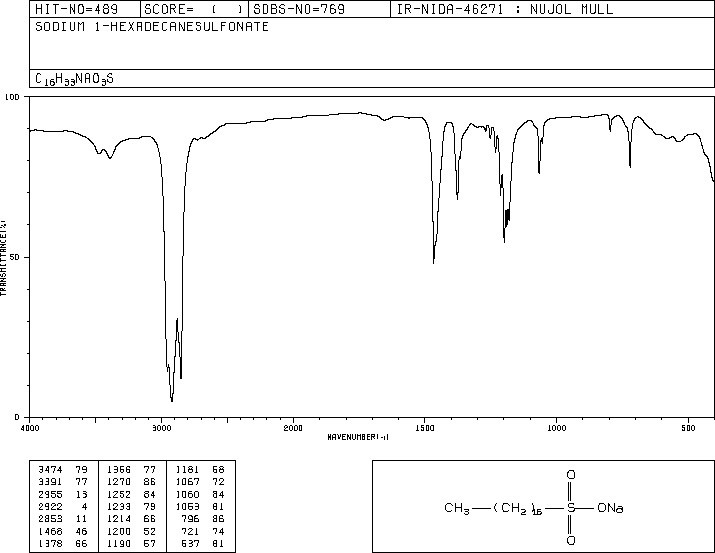 HIT-NO=489 SCORE= ( ) SDBS-NO=769 IR-NIDA-46271 : NUJOL MULL
SODIUM 1-HEXADECANESULFONATE
C16H33NAO3S
100
TRANSMITTANCE(%)
50
0
4000 3000 2000 1500 1000 500
WAVENUMBER(-1)
3474 79 1366 77 1181 68
3391 77 1270 86 1067 72
2955 13 1252 84 1060 84
2922 4 1233 79 1053 81
2853 11 1214 66 796 86
1466 46 1200 52 721 74
1378 66 1190 57 537 81
O
CH3 (CH2)15 S ONa
O